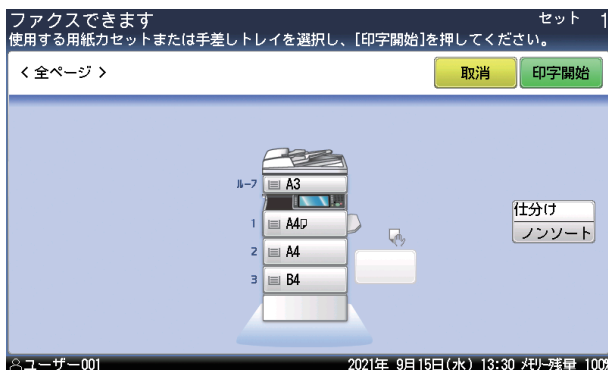 ファクスできます セット 1
使用する用紙カセットまたは手差しトレイを選択し、[印字開始]を押してください。
<全ページ> 取消 印字開始
ルーフ A3
1 A4
2 A4
3 B4
仕分け
ノンソート
ユーザー001 2021年 9月15日(水) 13:30 メモリー残量 100%